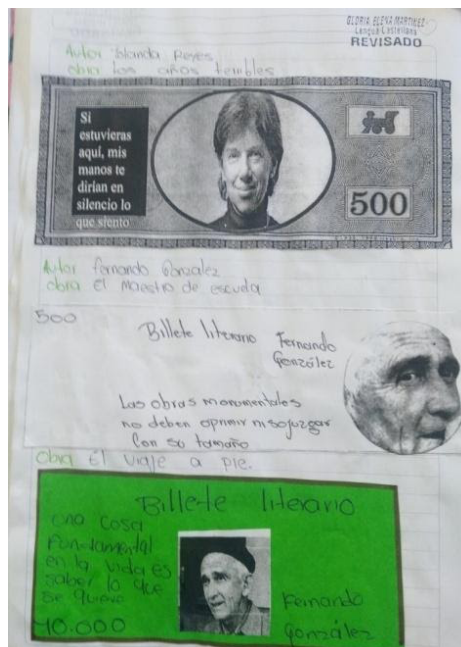 GLORIA ELENA MARTINEZ
Lengua Castellana
REVISADO
Autor Yolanda Reyes
obra los años terribles
Si
estuvieras
aquí, mis
manos te
dirían en
silencio lo
que siento
500
Autor Fernando Gonzalez
obra El Maestro de escuela
500
Billete literario Fernando
González
Las obras monumentales
no deben oprimir ni sojuzgar
Con su tamaño
Obra El viaje a pie.
Billete literario
una cosa
fundamental
en la vida es
saber lo que
se quiere
Fernando
González
10.000